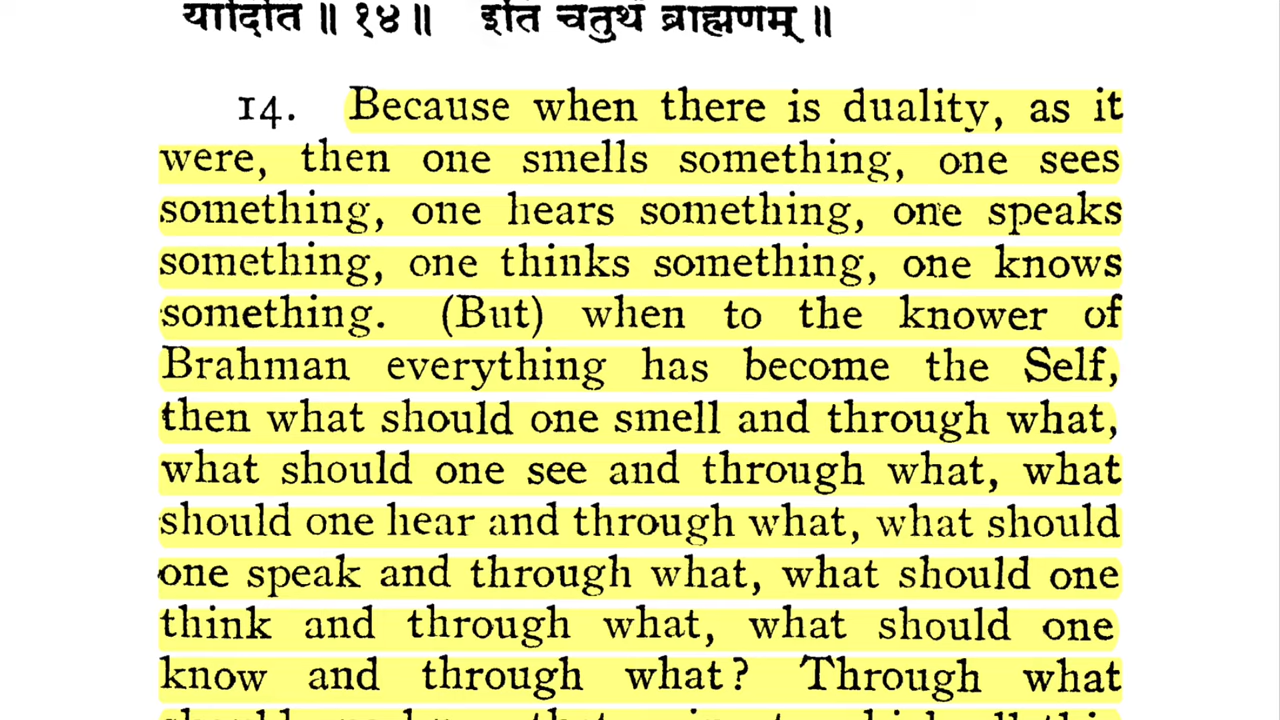 यादिति ॥ १४ ॥ इति चतुर्थं ब्राह्मणम् ॥
14. Because when there is duality, as it
were, then one smells something, one sees
something, one hears something, one speaks
something, one thinks something, one knows
something. (But) when to the knower of
Brahman everything has become the Self,
then what should one smell and through what,
what should one see and through what, what
should one hear and through what, what should
one speak and through what, what should one
think and through what, what should one
know and through what? Through what